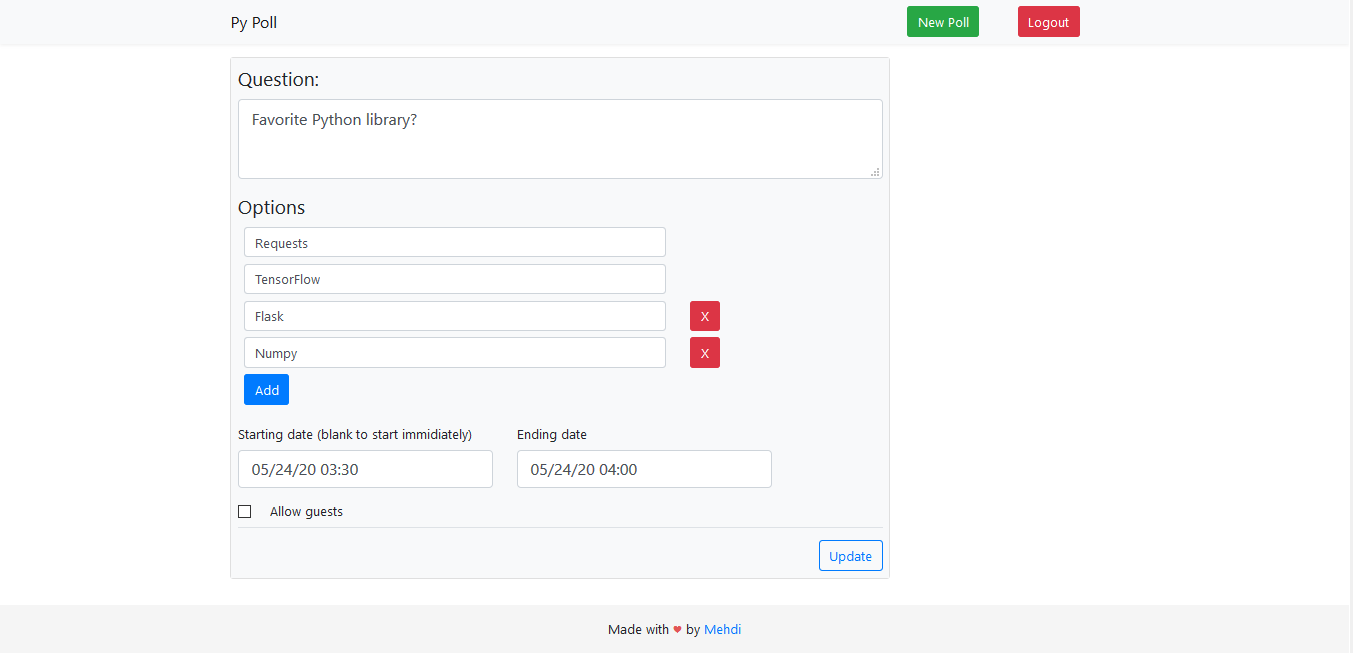 Py Poll New Poll Logout
Question:
Favorite Python library?
Options
Requests
TensorFlow
Flask X
Numpy X
Add
Starting date (blank to start immidiately) Ending date
05/24/20 03:30 05/24/20 04:00
Allow guests
Update
Made with ♥ by Mehdi